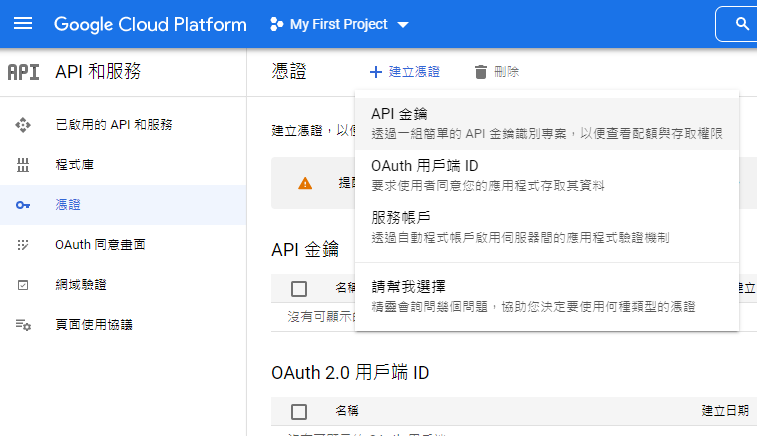 Google Cloud Platform
My First Project
API API 和服務
憑證
建立憑證
刪除
已啟用的 API 和服務
程式庫
憑證
OAuth 同意畫面
網域驗證
頁面使用協議
建立憑證，以
提
API 金鑰
透過一組簡單的 API 金鑰識別專案，以便查看配額與存取權限
OAuth 用戶端 ID
要求使用者同意您的應用程式存取其資料
服務帳戶
透過自動程式帳戶啟用伺服器間的應用程式驗證機制
請幫我選擇
精靈會詢問幾個問題，協助您決定要使用何種類型的憑證
API 金鑰
名稱
建立
沒有可顯示的
OAuth 2.0 用戶端 ID
名稱
建立日期